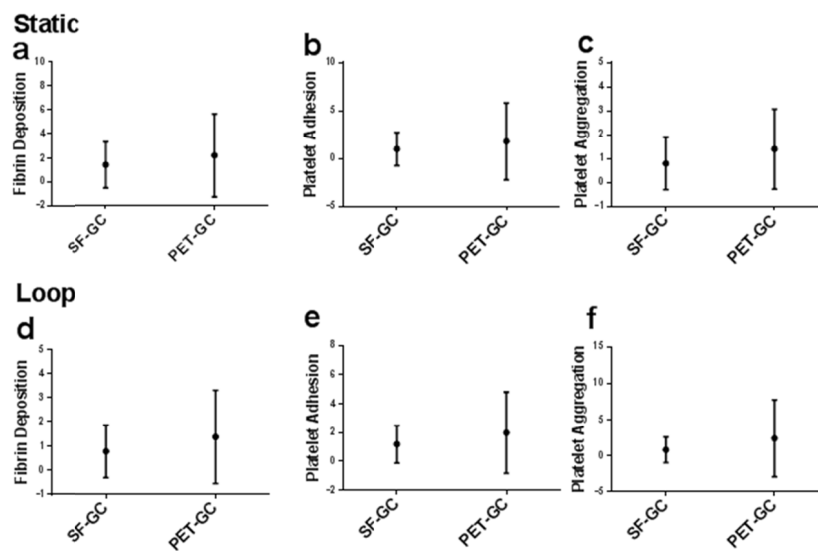 Static
a
Fibrin Deposition
10
8
6
4
2
0
-2
SF-GC
PET-GC
b
Platelet Adhesion
10
5
0
-5
SF-GC
PET-GC
c
Platelet Aggregation
5
4
3
2
1
0
-1
SF-GC
PET-GC
Loop
d
Fibrin Deposition
5
4
3
2
1
0
-1
SF-GC
PET-GC
e
Platelet Adhesion
8
6
4
2
0
-2
SF-GC
PET-GC
f
Platelet Aggregation
15
10
5
0
-5
SF-GC
PET-GC